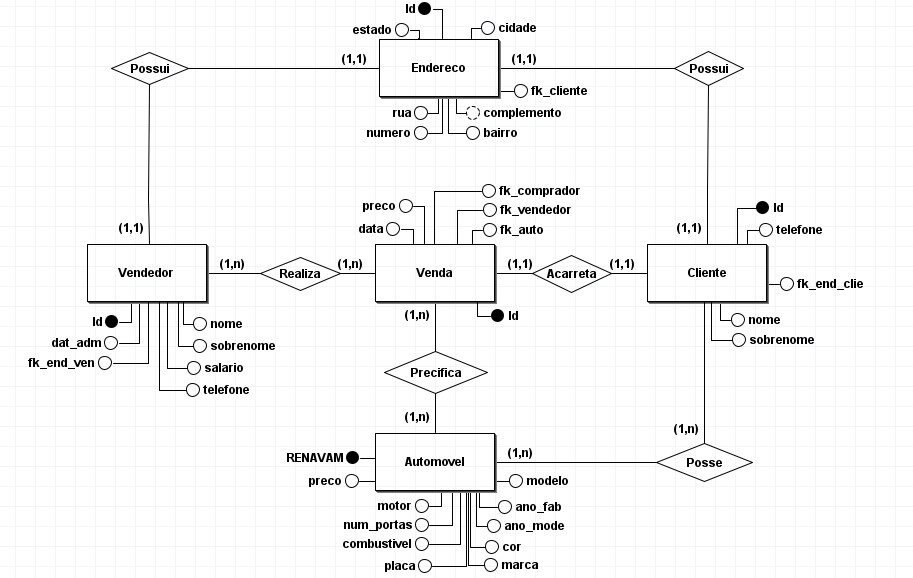 Id
estado
cidade
Possui
(1,1)
Endereco
(1,1)
Possui
fk_cliente
rua
complemento
numero
bairro
fk_comprador
preco
fk_vendedor
Id
data
fk_auto
telefone
(1,1)
(1,1)
Vendedor
(1,n)
Realiza
(1,n)
Venda
(1,1)
Acarreta
(1,1)
Cliente
fk_end_clie
Id
nome
(1,n)
Id
nome
dat_adm
sobrenome
sobrenome
fk_end_ven
salario
telefone
Precifica
(1,n)
(1,n)
RENAVAM
Automovel
(1,n)
Posse
preco
modelo
motor
ano_fab
num_portas
ano_mode
combustivel
cor
placa
marca